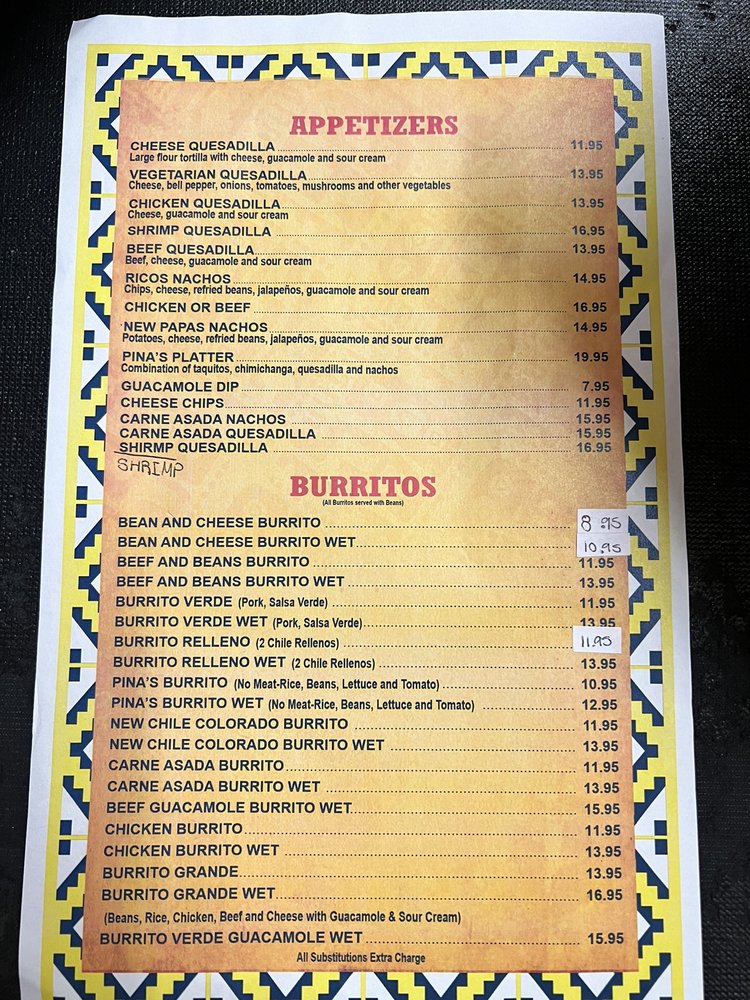 APPETIZERS
CHEESE QUESADILLA 11.95
Large flour tortilla with cheese, guacamole and sour cream
VEGETARIAN QUESADILLA 13.95
Cheese, bell pepper, onions, tomatoes, mushrooms and other vegetables
CHICKEN QUESADILLA 13.95
Cheese, guacamole and sour cream
SHRIMP QUESADILLA 16.95
BEEF QUESADILLA 13.95
Beef, cheese, guacamole and sour cream
RICOS NACHOS 14.95
Chips, cheese, refried beans, jalapeños, guacamole and sour cream
CHICKEN OR BEEF 16.95
NEW PAPAS NACHOS 14.95
Potatoes, cheese, refried beans, jalapeños, guacamole and sour cream
PINA'S PLATTER 19.95
Combination of taquitos, chimichanga, quesadilla and nachos
GUACAMOLE DIP 7.95
CHEESE CHIPS 11.95
CARNE ASADA NACHOS 15.95
CARNE ASADA QUESADILLA 15.95
SHIRMP QUESADILLA 16.95
SHRIMP
BURRITOS
(All Burritos served with Beans)
BEAN AND CHEESE BURRITO 8.95
BEAN AND CHEESE BURRITO WET 10.95
BEEF AND BEANS BURRITO 11.95
BEEF AND BEANS BURRITO WET 13.95
BURRITO VERDE (Pork, Salsa Verde) 11.95
BURRITO VERDE WET (Pork, Salsa Verde) 13.95
BURRITO RELLENO (2 Chile Rellenos) 11.95
BURRITO RELLENO WET (2 Chile Rellenos) 13.95
PINA'S BURRITO (No Meat-Rice, Beans, Lettuce and Tomato) 10.95
PINA'S BURRITO WET (No Meat-Rice, Beans, Lettuce and Tomato) 12.95
NEW CHILE COLORADO BURRITO 11.95
NEW CHILE COLORADO BURRITO WET 13.95
CARNE ASADA BURRITO 11.95
CARNE ASADA BURRITO WET 13.95
BEEF GUACAMOLE BURRITO WET 15.95
CHICKEN BURRITO 11.95
CHICKEN BURRITO WET 13.95
BURRITO GRANDE 13.95
BURRITO GRANDE WET 16.95
(Beans, Rice, Chicken, Beef and Cheese with Guacamole & Sour Cream)
BURRITO VERDE GUACAMOLE WET 15.95
All Substitutions Extra Charge